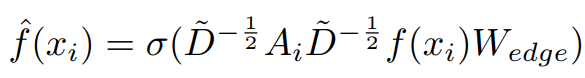 $\hat{f}(x_i) = \sigma(\tilde{D}^{-\frac{1}{2}} A_i \tilde{D}^{-\frac{1}{2}} f(x_i) W_{edge})$